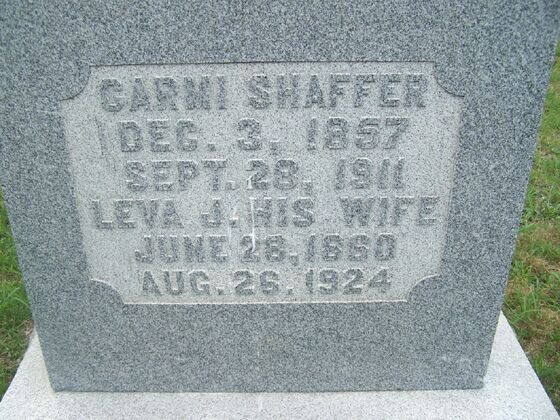 CARMI SHAFFER
DEC. 3, 1857
SEPT. 28, 1911
LEVA J. HIS WIFE
JUNE 28, 1860
AUG. 26. 1924